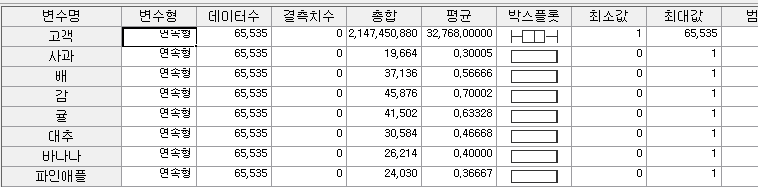 변수명 변수형 데이터수 결측치수 총합 평균 박스플롯 최소값 최대값 범
고객 연속형 65,535 0 2,147,450,880 32,768,00000 1 65,535
사과 연속형 65,535 0 19,664 0,30005 0 1
배 연속형 65,535 0 37,136 0,56666 0 1
감 연속형 65,535 0 45,876 0,70002 0 1
귤 연속형 65,535 0 41,502 0,63328 0 1
대추 연속형 65,535 0 30,584 0,46668 0 1
바나나 연속형 65,535 0 26,214 0,40000 0 1
파인애플 연속형 65,535 0 24,030 0,36667 0 1